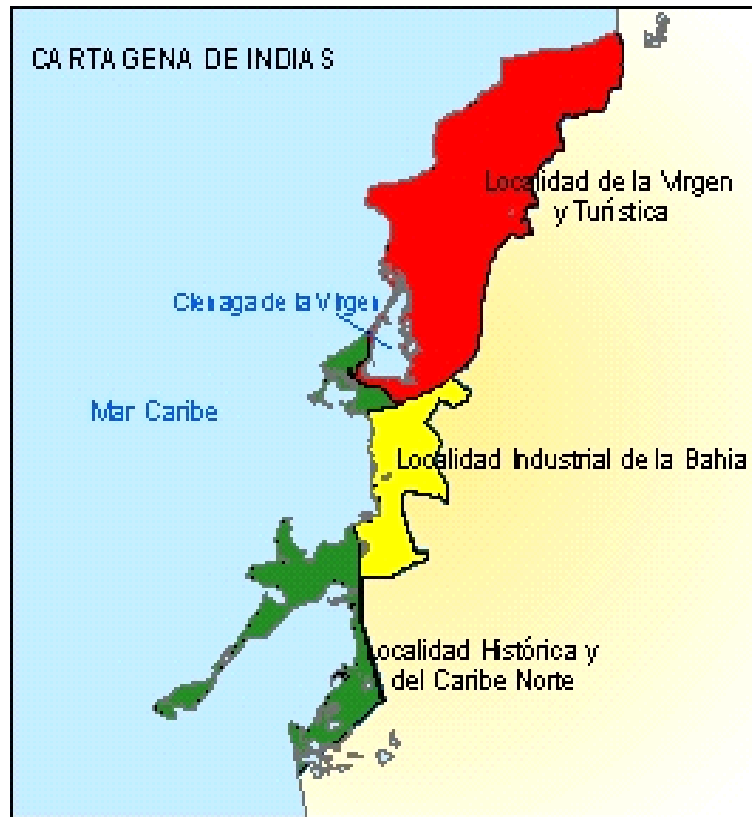 CARTAGENA DE INDIAS
Localidad de la Virgen
y Turística
Cienaga de la Virgen
Mar Caribe
Localidad Industrial de la Bahia
Localidad Histórica y
del Caribe Norte